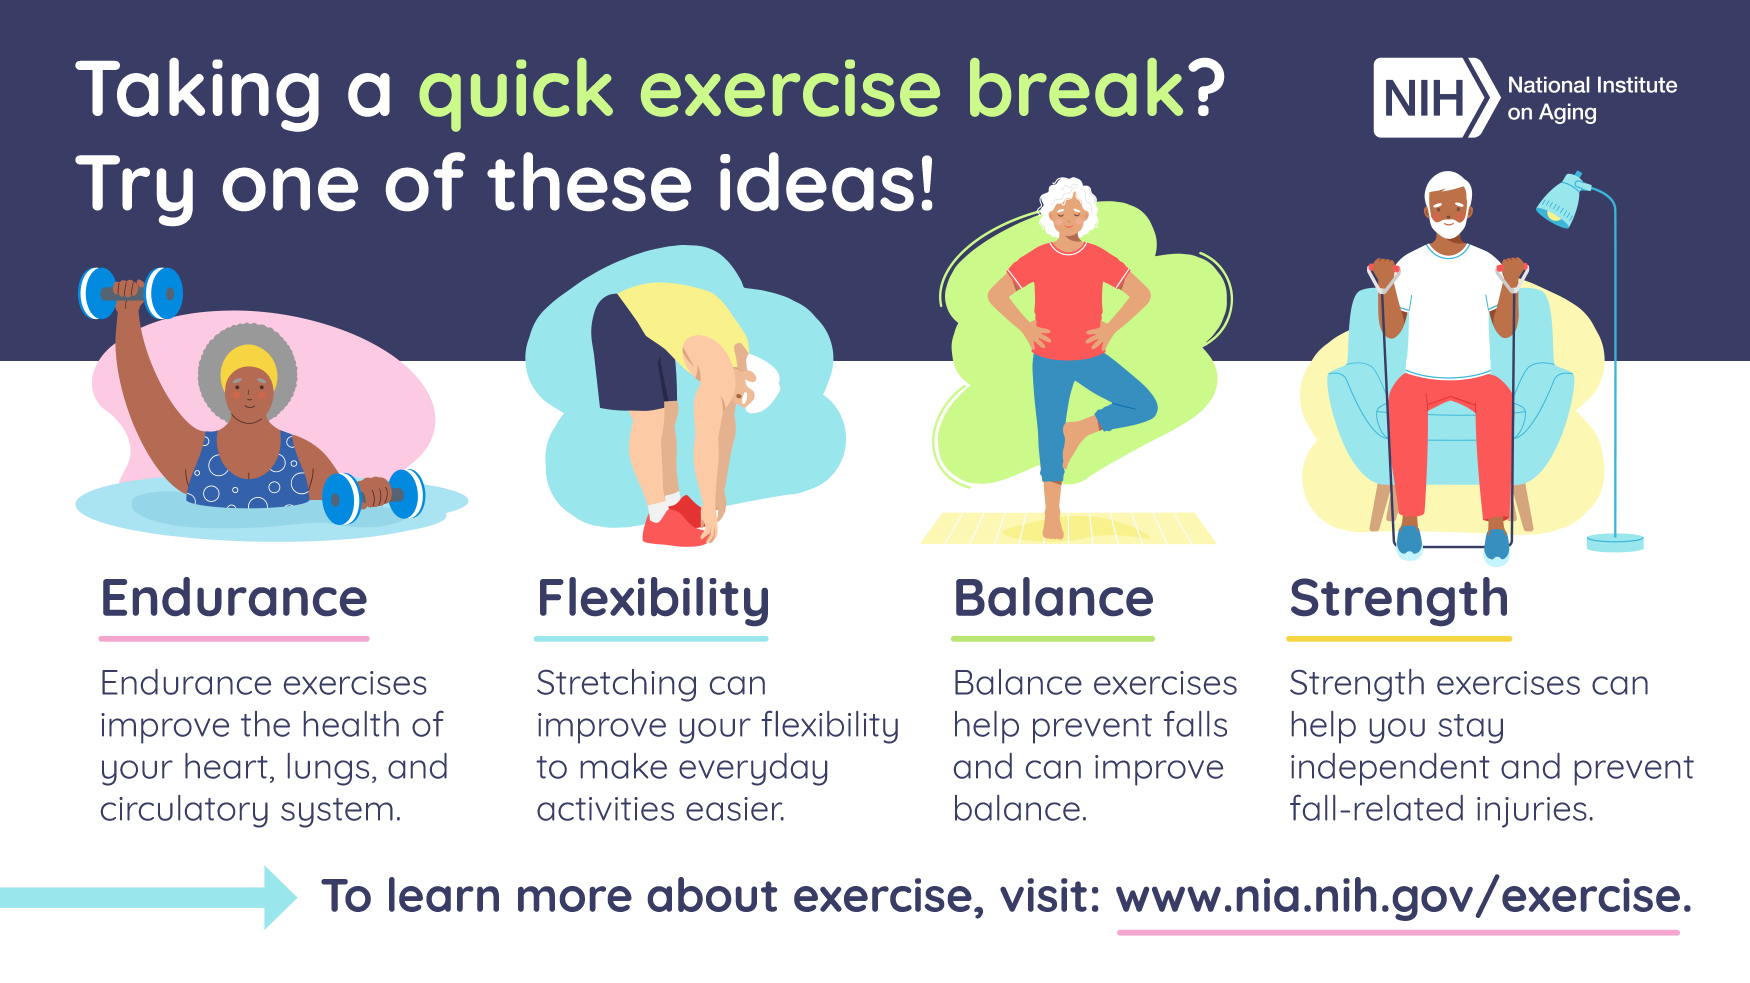 Taking a quick exercise break?
Try one of these ideas!
NIH
National Institute
on Aging
Endurance
Endurance exercises
improve the health of
your heart, lungs, and
circulatory system.
Flexibility
Stretching can
improve your flexibility
to make everyday
activities easier.
Balance
Balance exercises
help prevent falls
and can improve
balance.
Strength
Strength exercises can
help you stay
independent and prevent
fall-related injuries.
To learn more about exercise, visit: www.nia.nih.gov/exercise.